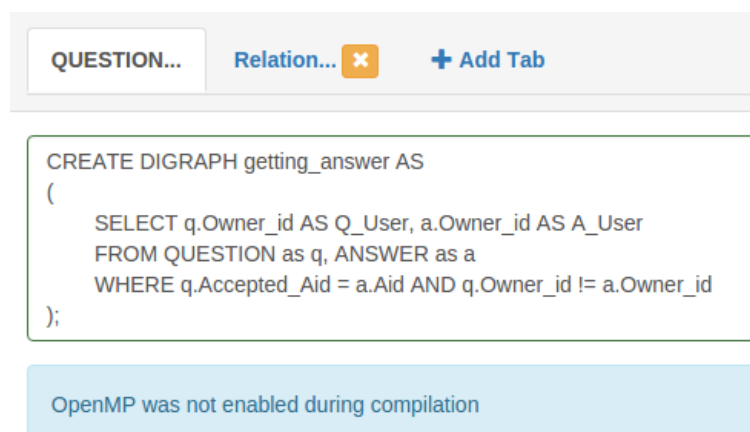 QUESTION... Relation... Add Tab
CREATE DIGRAPH getting_answer AS
(
SELECT q.Owner_id AS Q_User, a.Owner_id AS A_User
FROM QUESTION as q, ANSWER as a
WHERE q.Accepted_Aid = a.Aid AND q.Owner_id != a.Owner_id
);
OpenMP was not enabled during compilation